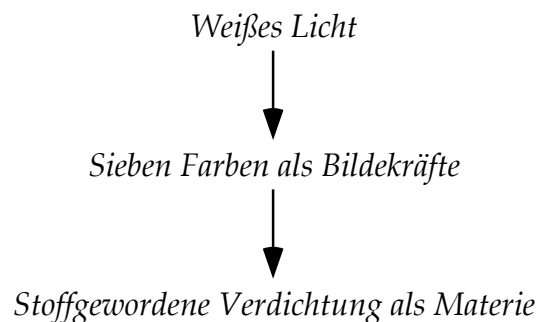 Weißes Licht
Sieben Farben als Bildekräfte
Stoffgewordene Verdichtung als Materie